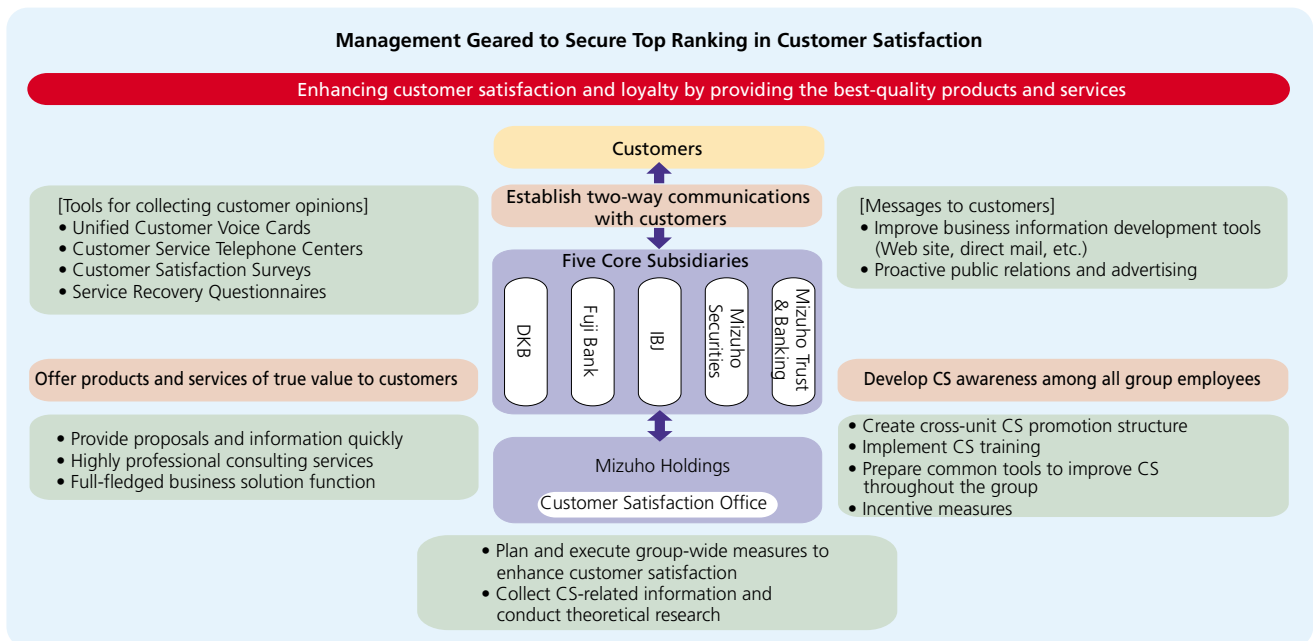 Management Geared to Secure Top Ranking in Customer Satisfaction
Enhancing customer satisfaction and loyalty by providing the best-quality products and services
Customers
Establish two-way communications
with customers
[Tools for collecting customer opinions]
• Unified Customer Voice Cards
• Customer Service Telephone Centers
• Customer Satisfaction Surveys
• Service Recovery Questionnaires
[Messages to customers]
• Improve business information development tools
(Web site, direct mail, etc.)
• Proactive public relations and advertising
Five Core Subsidiaries
DKB
Fuji Bank
IBJ
Mizuho
Securities
Mizuho Trust
& Banking
Offer products and services of true value to customers
Develop CS awareness among all group employees
• Provide proposals and information quickly
• Highly professional consulting services
• Full-fledged business solution function
Mizuho Holdings
Customer Satisfaction Office
• Create cross-unit CS promotion structure
• Implement CS training
• Prepare common tools to improve CS
throughout the group
• Incentive measures
• Plan and execute group-wide measures to
enhance customer satisfaction
• Collect CS-related information and
conduct theoretical research